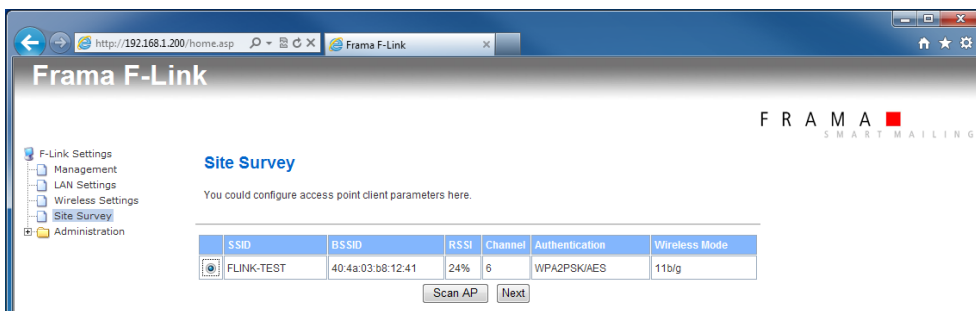 http://192.168.1.200/home.asp
Frama F-Link
Frama F-Link
FRAMA
SMART MAILING
F-Link Settings
Management
LAN Settings
Wireless Settings
Site Survey
Administration
Site Survey
You could configure access point client parameters here.
SSID BSSID RSSI Channel Authentication Wireless Mode
FLINK-TEST 40:4a:03:b8:12:41 24% 6 WPA2PSK/AES 11b/g
Scan AP Next